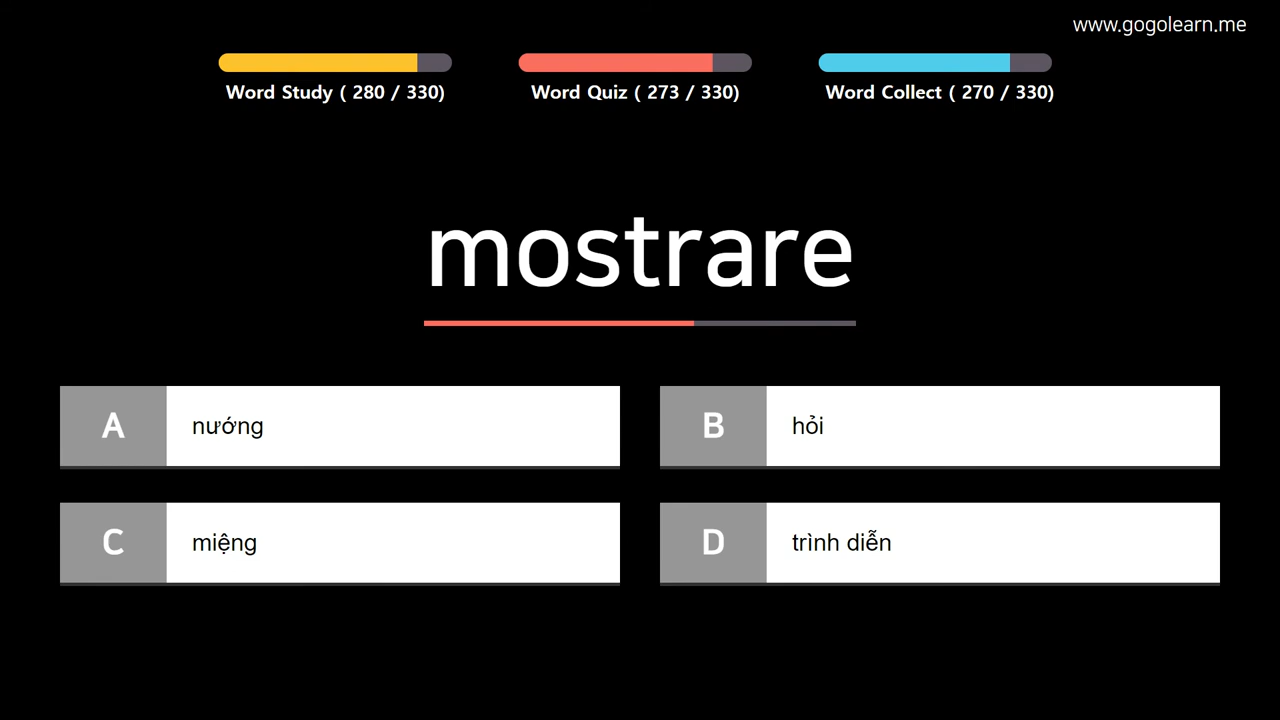 www.gogolearn.me
Word Study ( 280 / 330)
Word Quiz ( 273 / 330)
Word Collect ( 270 / 330)
mostrare
A
nướng
B
hỏi
C
miệng
D
trình diễn